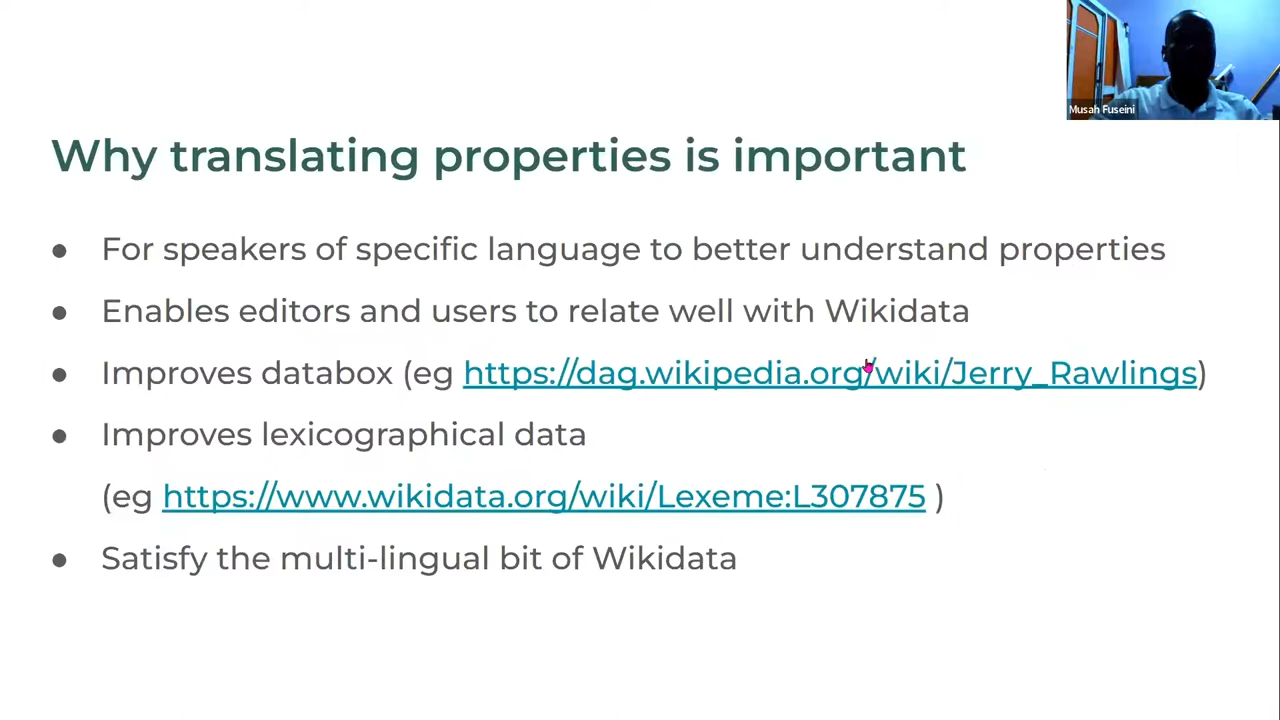 Musah Fuseini
Why translating properties is important
● For speakers of specific language to better understand properties
● Enables editors and users to relate well with Wikidata
● Improves databox (eg https://dag.wikipedia.org/wiki/Jerry_Rawlings)
● Improves lexicographical data
(eg https://www.wikidata.org/wiki/Lexeme:L307875 )
● Satisfy the multi-lingual bit of Wikidata